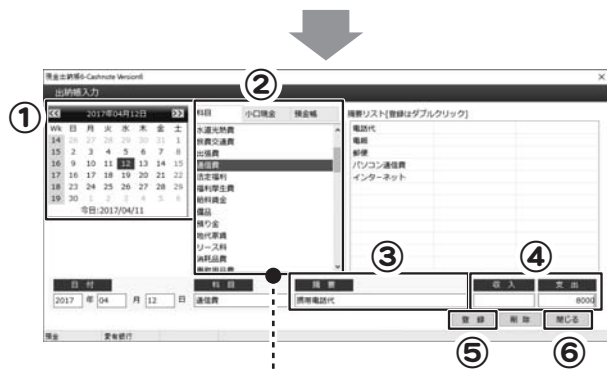 現金出納帳6-Cashnote Version6
出納帳入力
①
②
2017年04月12日
Wk 日 月 火 水 木 金 土
14 26 27 28 29 30 31 1
15 2 3 4 5 6 7 8
16 9 10 11 12 13 14 15
17 16 17 18 19 20 21 22
18 23 24 25 26 27 28 29
19 30 1 2 3 4 5 6
今日:2017/04/11
科目 小口現金 預金帳
水道光熱費
旅費交通費
出張費
通信費
法定福利
福利厚生費
給料賃金
備品
預り金
地代家賃
リース料
消耗品費
事務用品費
摘要リスト[登録はダブルクリック]
電話代
電報
郵便
パソコン通信費
インターネット
③
④
日 付
科 目
摘 要
収 入
支 出
2017 年 04 月 12 日
通信費
携帯電話代
8000
登 録
削 除
閉じる
⑤
⑥
預金